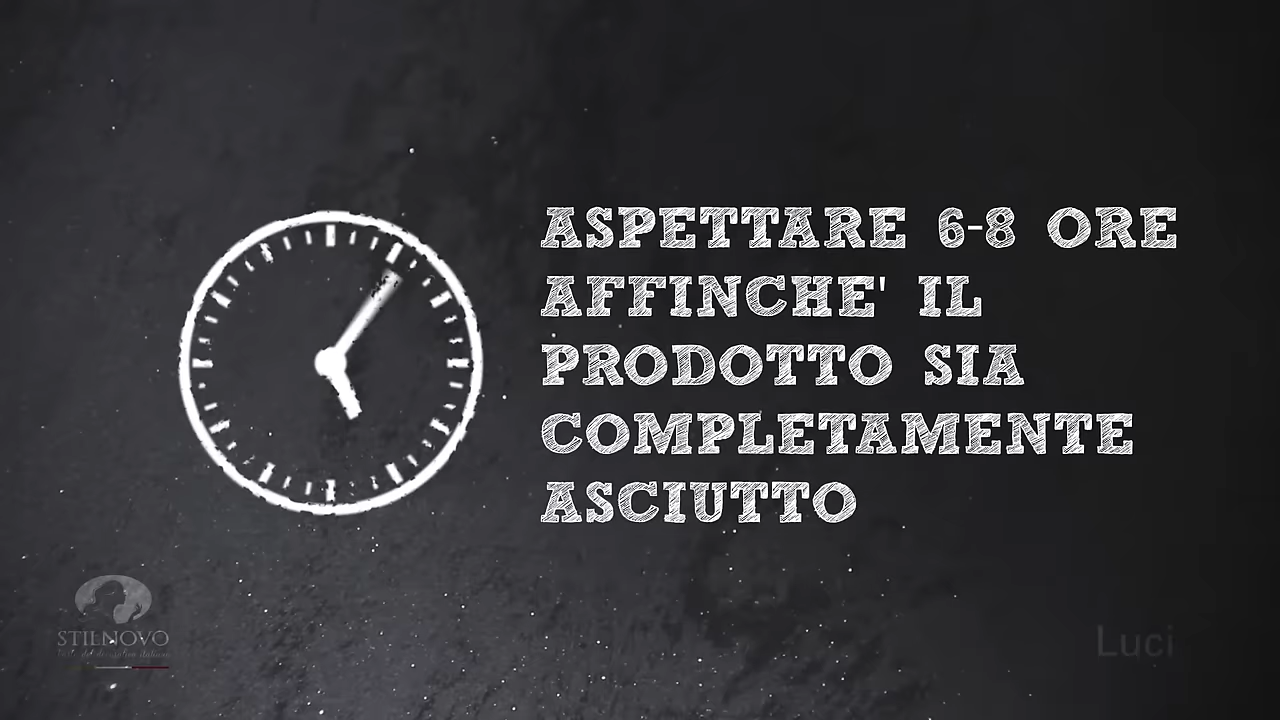 ASPETTARE 6-8 ORE
AFFINCHE' IL
PRODOTTO SIA
COMPLETAMENTE
ASCIUTTO
STILNOVO
Luci